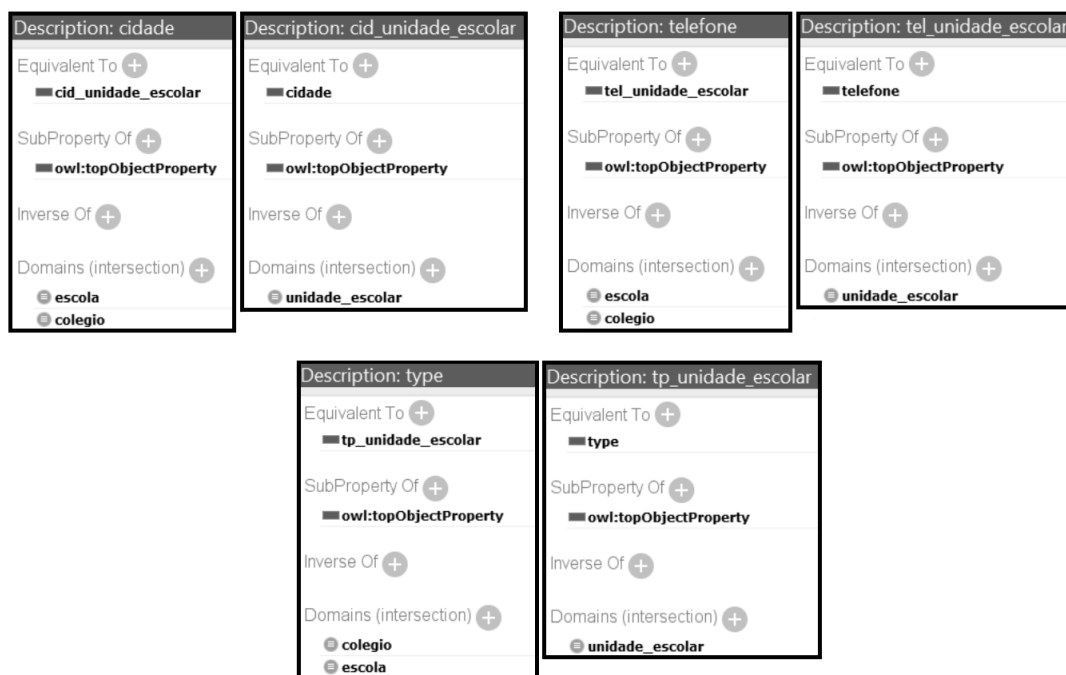 Description: cidade
Equivalent To
cid_unidade_escolar
SubProperty Of
owl:topObjectProperty
Inverse Of
Domains (intersection)
escola
colegio
Description: cid_unidade_escolar
Equivalent To
cidade
SubProperty Of
owl:topObjectProperty
Inverse Of
Domains (intersection)
unidade_escolar
Description: telefone
Equivalent To
tel_unidade_escolar
SubProperty Of
owl:topObjectProperty
Inverse Of
Domains (intersection)
escola
colegio
Description: tel_unidade_escolar
Equivalent To
telefone
SubProperty Of
owl:topObjectProperty
Inverse Of
Domains (intersection)
unidade_escolar
Description: type
Equivalent To
tp_unidade_escolar
SubProperty Of
owl:topObjectProperty
Inverse Of
Domains (intersection)
colegio
escola
Description: tp_unidade_escolar
Equivalent To
type
SubProperty Of
owl:topObjectProperty
Inverse Of
Domains (intersection)
unidade_escolar